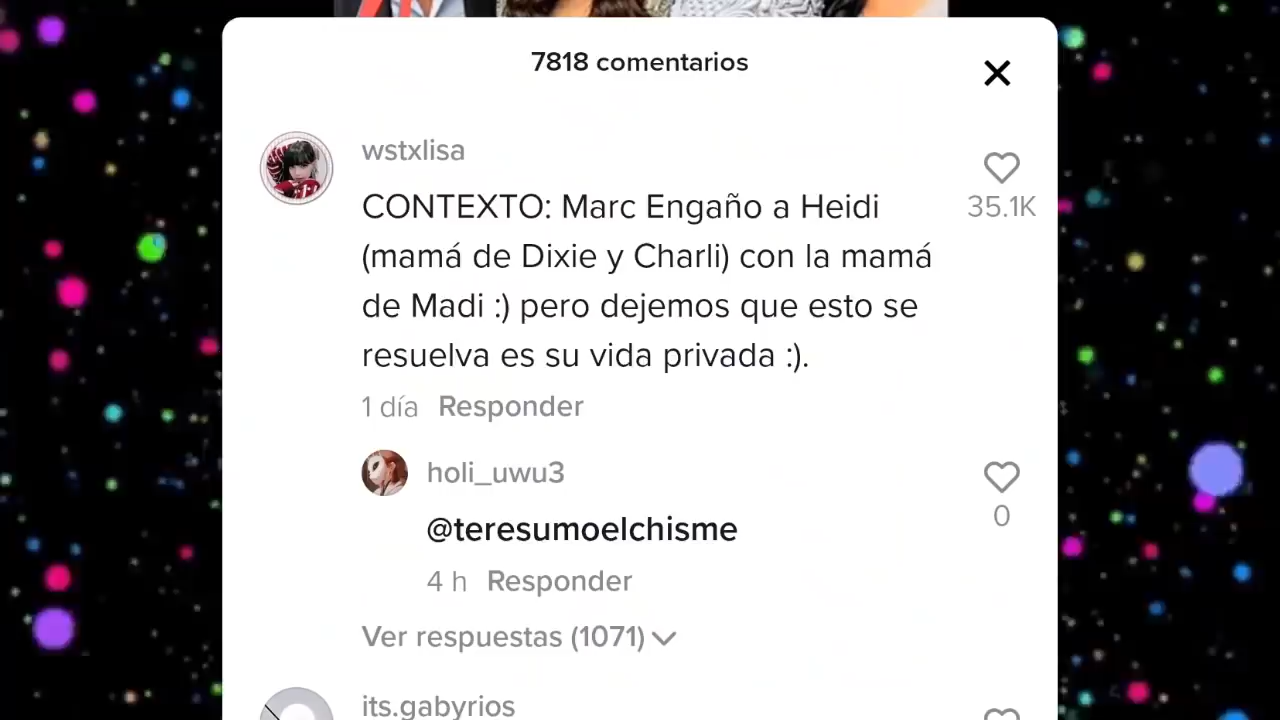 7818 comentarios
wstxlisa
CONTEXTO: Marc Engaño a Heidi
(mamá de Dixie y Charli) con la mamá
de Madi :) pero dejemos que esto se
resuelva es su vida privada :).
35.1K
1 día Responder
holi_uwu3
@teresumoelchisme
0
4 h Responder
Ver respuestas (1071)
its.gabyrios